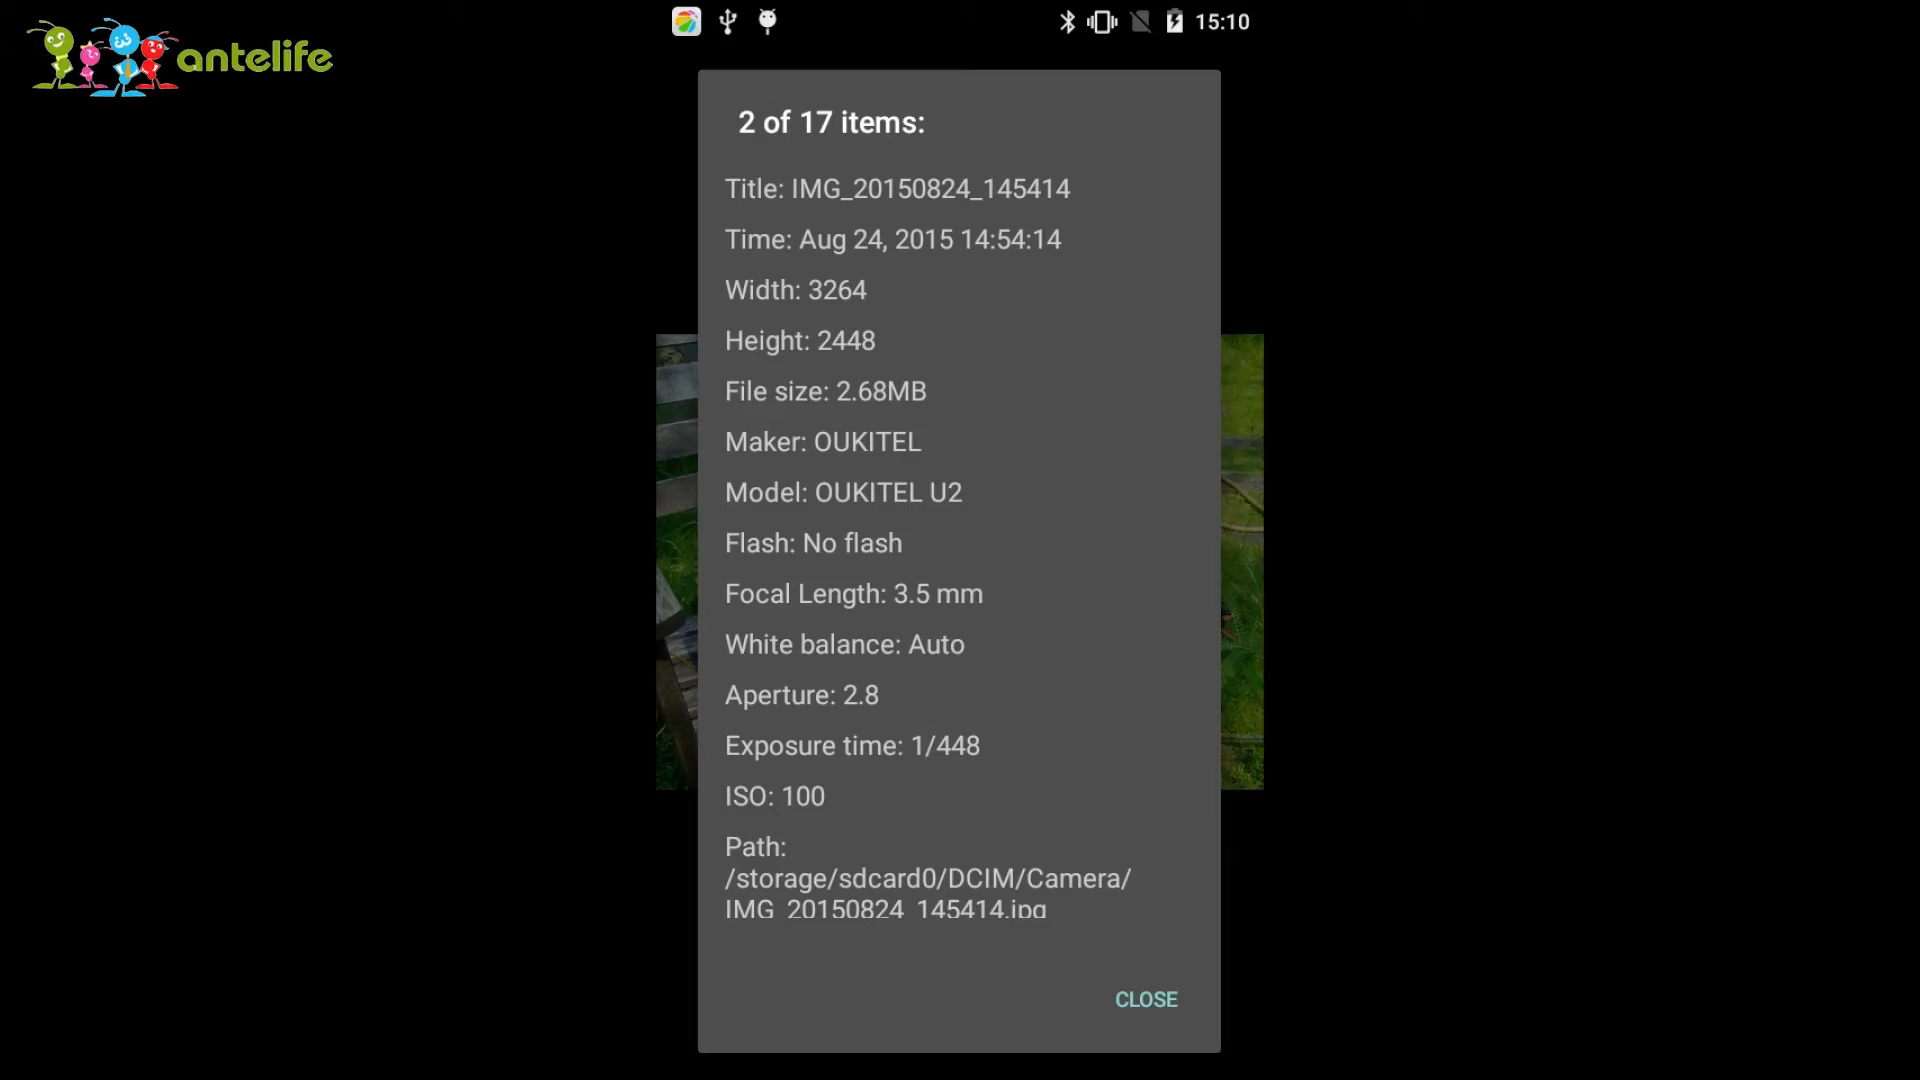 antelife
15:10
2 of 17 items:
Title: IMG_20150824_145414
Time: Aug 24, 2015 14:54:14
Width: 3264
Height: 2448
File size: 2.68MB
Maker: OUKITEL
Model: OUKITEL U2
Flash: No flash
Focal Length: 3.5 mm
White balance: Auto
Aperture: 2.8
Exposure time: 1/448
ISO: 100
Path:
/storage/sdcard0/DCIM/Camera/
IMG_20150824_145414.jpg
CLOSE